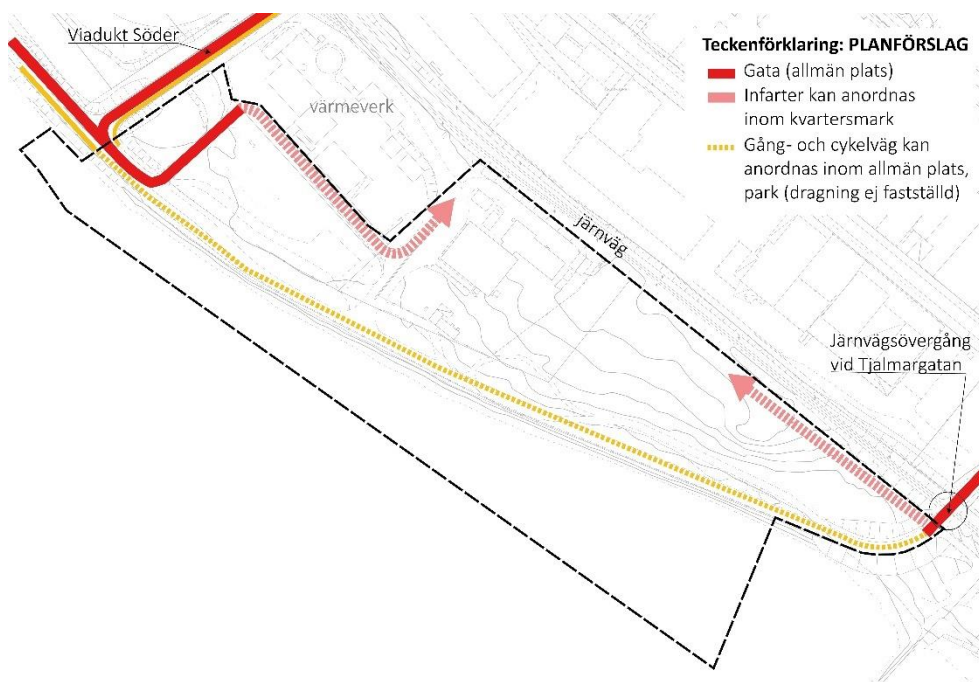 Viadukt Söder
värmeverk
järnväg
Teckenförklaring: PLANFÖRSLAG
Gata (allmän plats)
Infarter kan anordnas
inom kvartersmark
Gång- och cykelväg kan
anordnas inom allmän plats,
park (dragning ej fastställd)
Järnvägsövergång
vid Tjalmargatan